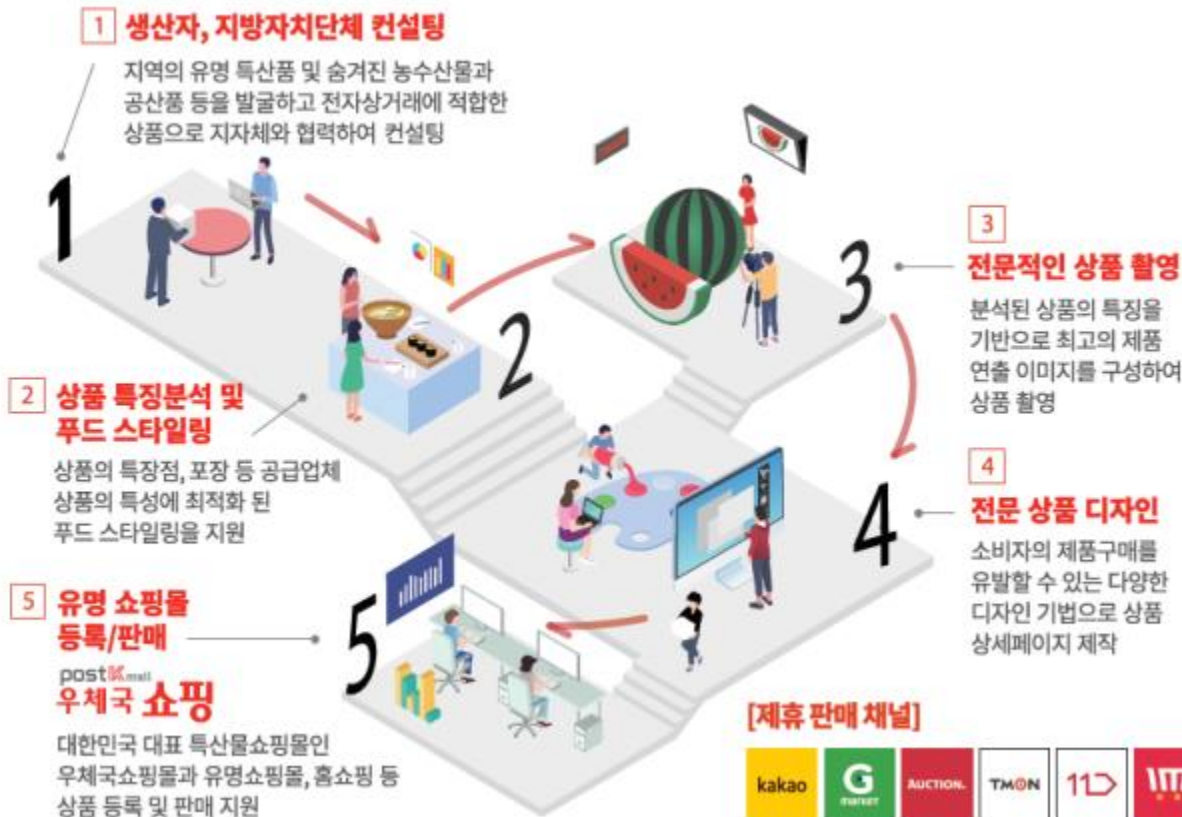 1 생산자, 지방자치단체 컨설팅
지역의 유명 특산품 및 숨겨진 농수산물과
공산품 등을 발굴하고 전자상거래에 적합한
상품으로 지자체와 협력하여 컨설팅
1
2
2 상품 특징분석 및
푸드 스타일링
상품의 특장점, 포장 등 공급업체
상품의 특성에 최적화 된
푸드 스타일링을 지원
3
3
전문적인 상품 촬영
분석된 상품의 특징을
기반으로 최고의 제품
연출 이미지를 구성하여
상품 촬영
4
4
전문 상품 디자인
소비자의 제품구매를
유발할 수 있는 다양한
디자인 기법으로 상품
상세페이지 제작
5 유명 쇼핑몰
등록/판매
5
postK mall
우체국 쇼핑
대한민국 대표 특산물쇼핑몰인
우체국쇼핑몰과 유명쇼핑몰, 홈쇼핑 등
상품 등록 및 판매 지원
[제휴 판매 채널]
kakao G market AUCTION. TMON 11